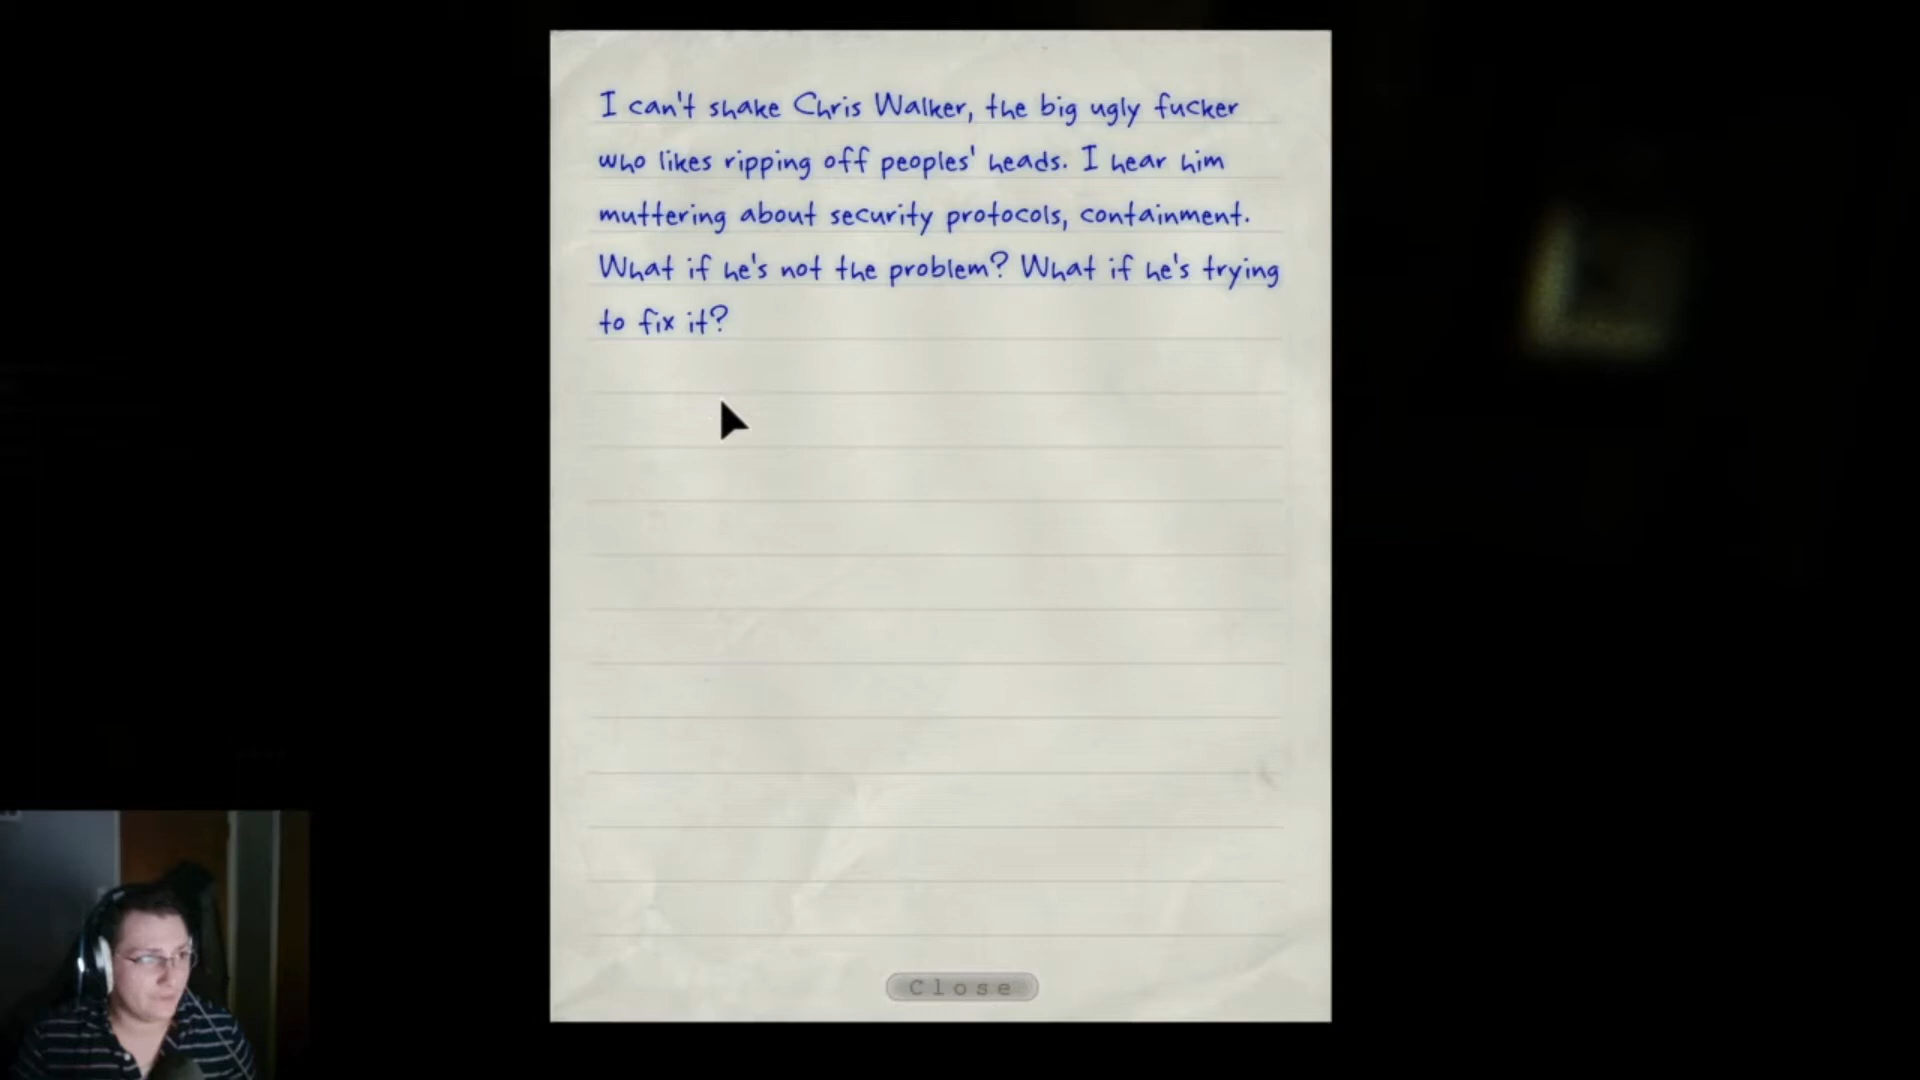 I can't shake Chris Walker, the big ugly fucker
who likes ripping off peoples' heads. I hear him
muttering about security protocols, containment.
What if he's not the problem? What if he's trying
to fix it?
Close